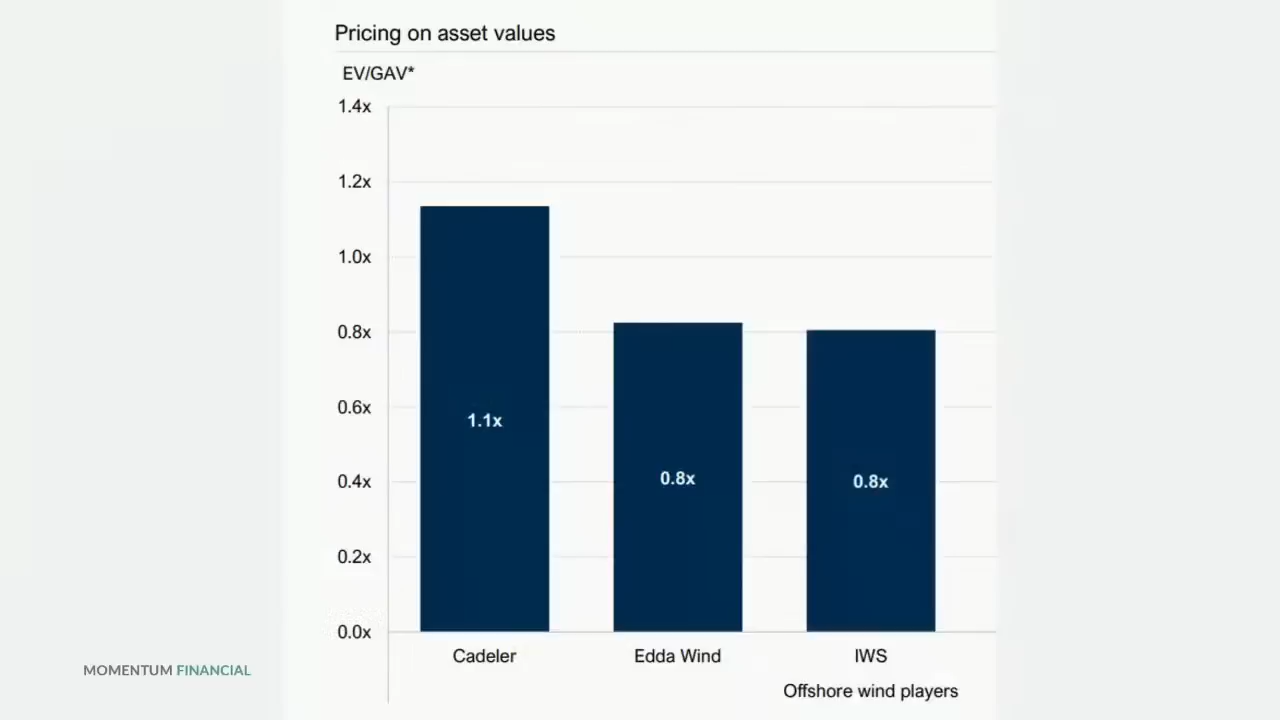 Pricing on asset values
EV/GAV*
1.4x
1.2x
1.0x
0.8x
0.6x
0.4x
0.2x
0.0x
1.1x
0.8x
0.8x
Cadeler Edda Wind IWS
Offshore wind players
MOMENTUM FINANCIAL